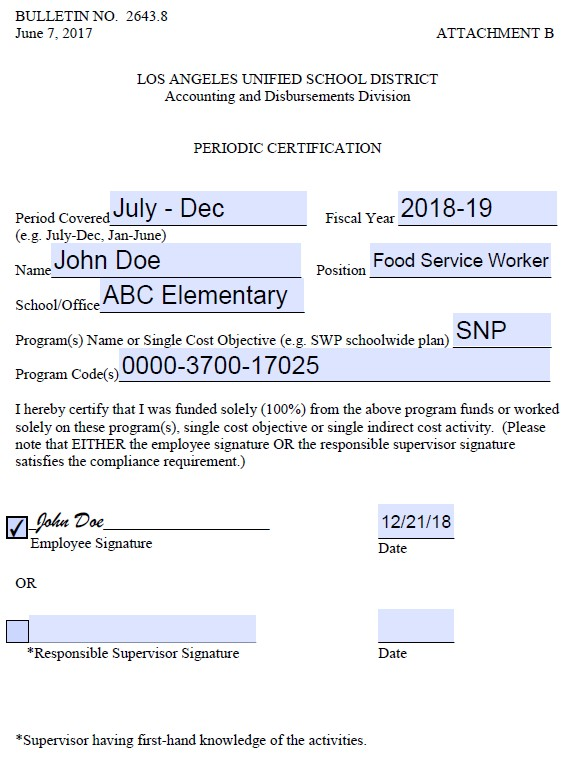 BULLETIN NO. 2643.8
June 7, 2017 ATTACHMENT B
LOS ANGELES UNIFIED SCHOOL DISTRICT
Accounting and Disbursements Division
PERIODIC CERTIFICATION
Period Covered July - Dec Fiscal Year 2018-19
(e.g. July-Dec, Jan-June)
Name John Doe Position Food Service Worker
School/Office ABC Elementary
Program(s) Name or Single Cost Objective (e.g. SWP schoolwide plan) SNP
Program Code(s) 0000-3700-17025
I hereby certify that I was funded solely (100%) from the above program funds or worked
solely on these program(s), single cost objective or single indirect cost activity. (Please
note that EITHER the employee signature OR the responsible supervisor signature
satisfies the compliance requirement.)
John Doe 12/21/18
Employee Signature Date
OR
*Responsible Supervisor Signature Date
*Supervisor having first-hand knowledge of the activities.